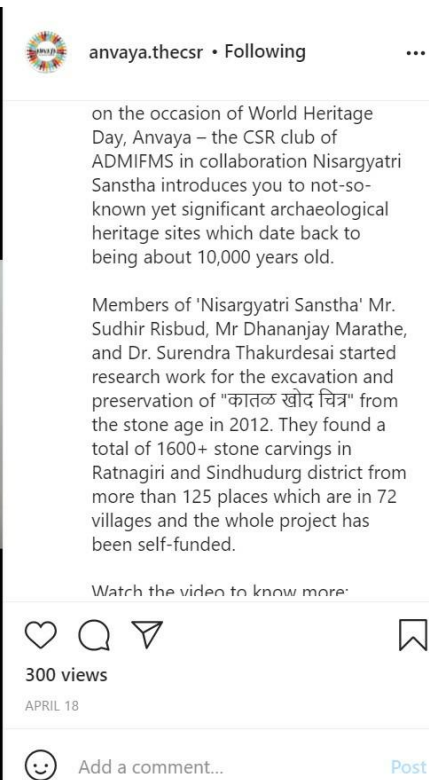 anvaya.thecsr • Following
on the occasion of World Heritage
Day, Anvaya – the CSR club of
ADMIFMS in collaboration Nisargyatri
Sanstha introduces you to not-so-
known yet significant archaeological
heritage sites which date back to
being about 10,000 years old.
Members of 'Nisargyatri Sanstha' Mr.
Sudhir Risbud, Mr Dhananjay Marathe,
and Dr. Surendra Thakurdesai started
research work for the excavation and
preservation of "कातळ खोद चित्र" from
the stone age in 2012. They found a
total of 1600+ stone carvings in
Ratnagiri and Sindhudurg district from
more than 125 places which are in 72
villages and the whole project has
been self-funded.
Watch the video to know more:
300 views
APRIL 18
Add a comment...
Post